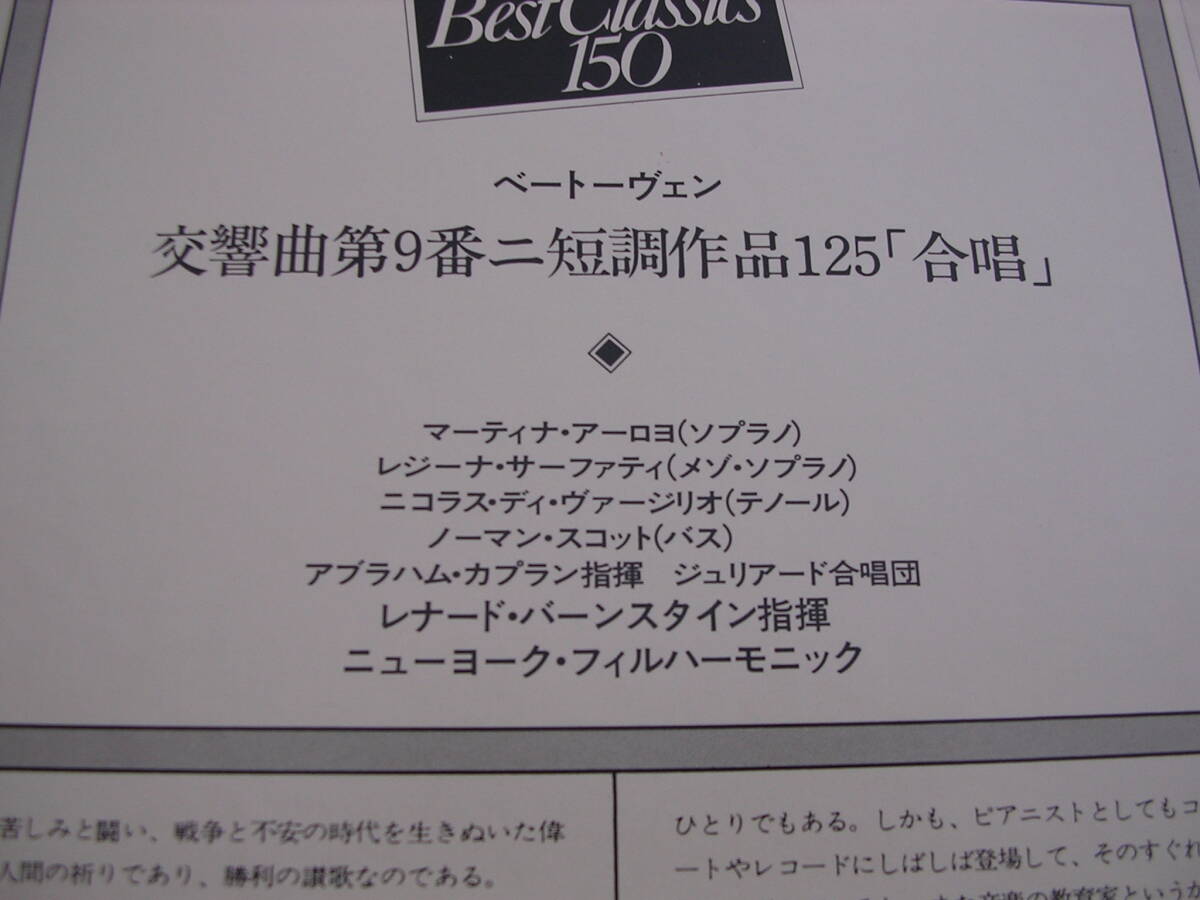 Best Classics
150
ベートーヴェン
交響曲第9番ニ短調作品125「合唱」
マーティナ・アーロヨ(ソプラノ)
レジーナ・サーファティ(メゾ・ソプラノ)
ニコラス・ディ・ヴァージリオ(テノール)
ノーマン・スコット(バス)
アブラハム・カプラン指揮　ジュリアード合唱団
レナード・バーンスタイン指揮
ニューヨーク・フィルハーモニック
苦しみと闘い、戦争と不安の時代を生きぬいた偉
人間の祈りであり、勝利の讃歌なのである。
ひとりでもある。しかも、ピアニストとしてもコ
ートやレコードにしばしば登場して、そのすぐれ
音楽の教育家というか